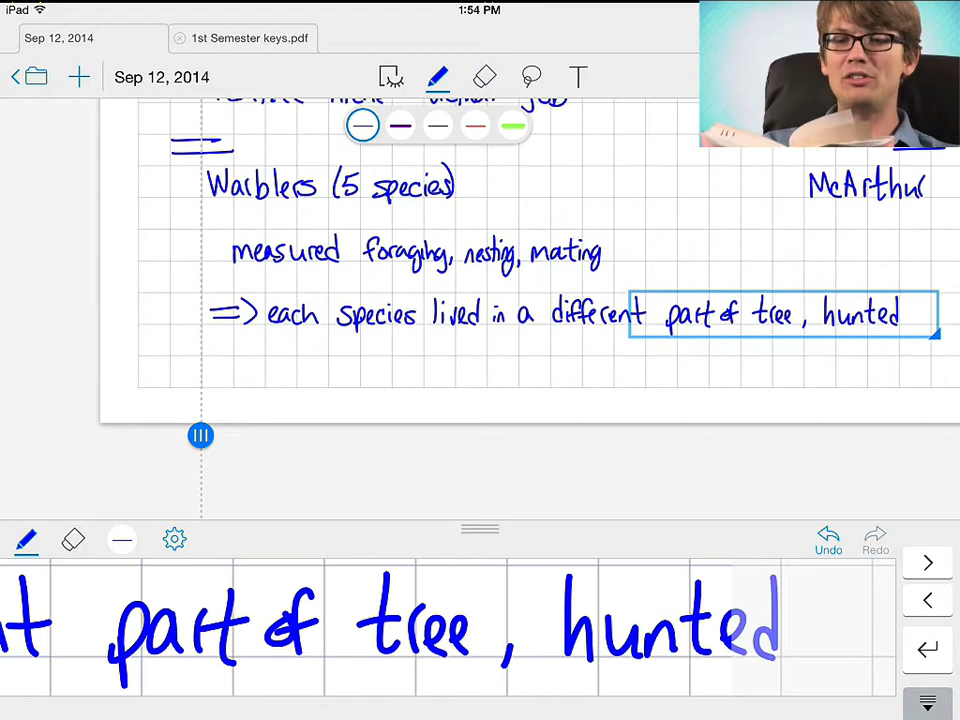 iPad 1:54 PM
Sep 12, 2014 1st Semester keys.pdf
Sep 12, 2014 T
Warblers (5 species) McArthur
measured foraging, nesting, mating
=> each species lived in a different part of tree, hunted
Undo Redo
nt part of tree, hunted